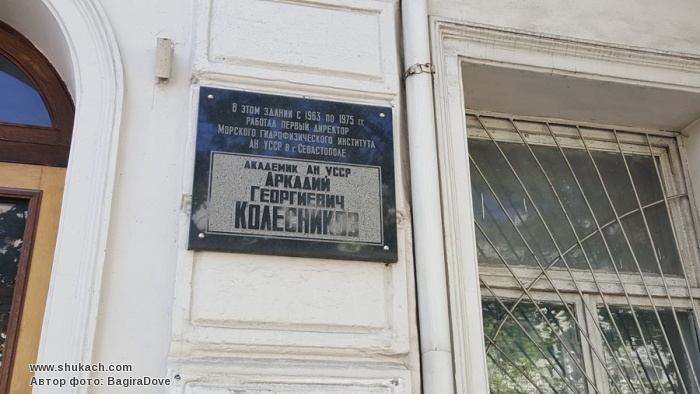 В ЭТОМ ЗДАНИИ С 1963 ПО 1975 ГГ.
РАБОТАЛ ПЕРВЫЙ ДИРЕКТОР
МОРСКОГО ГИДРОФИЗИЧЕСКОГО ИНСТИТУТА
АН УССР В Г. СЕВАСТОПОЛЕ
АКАДЕМИК АН УССР
АРКАДИЙ
ГЕОРГИЕВИЧ
КОЛЕСНИКОВ
www.shukach.com
Автор фото: BagiraDove